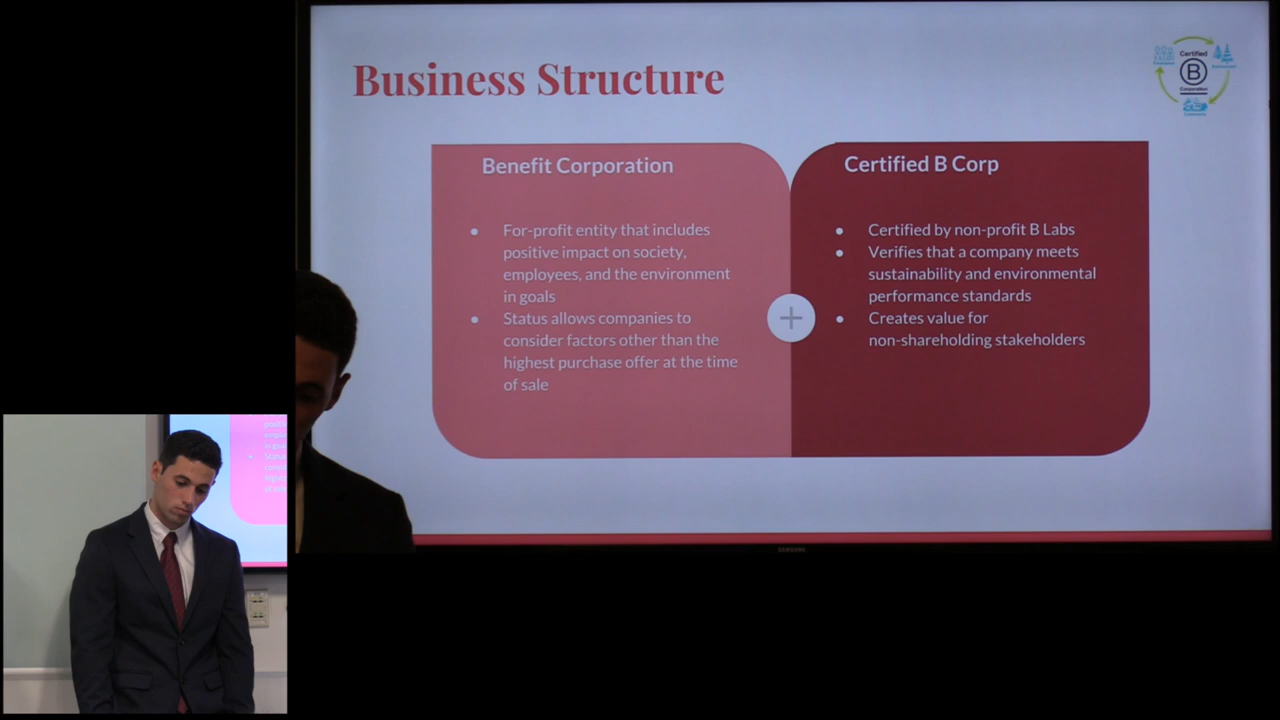 Business Structure
Certified
B
Corporation
Benefit Corporation
● For-profit entity that includes
positive impact on society,
employees, and the environment
in goals
● Status allows companies to
consider factors other than the
highest purchase offer at the time
of sale
Certified B Corp
● Certified by non-profit B Labs
● Verifies that a company meets
sustainability and environmental
performance standards
● Creates value for
non-shareholding stakeholders
+
SAMSUNG